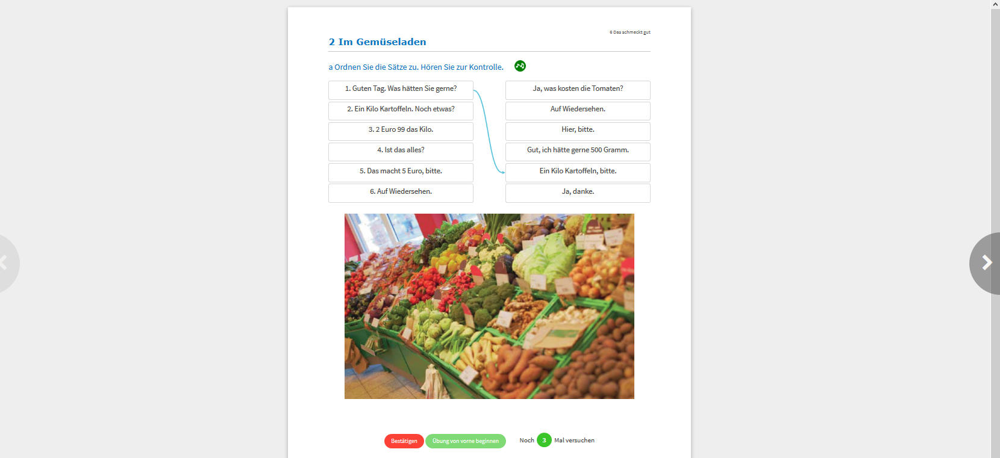 6 Das schmeckt gut
2 Im Gemüseladen
a Ordnen Sie die Sätze zu. Hören Sie zur Kontrolle.
1. Guten Tag. Was hätten Sie gerne?
Ja, was kosten die Tomaten?
2. Ein Kilo Kartoffeln. Noch etwas?
Auf Wiedersehen.
3. 2 Euro 99 das Kilo.
Hier, bitte.
4. Ist das alles?
Gut, ich hätte gerne 500 Gramm.
5. Das macht 5 Euro, bitte.
Ein Kilo Kartoffeln, bitte.
6. Auf Wiedersehen.
Ja, danke.
Bestätigen
Übung von vorne beginnen
Noch 3 Mal versuchen